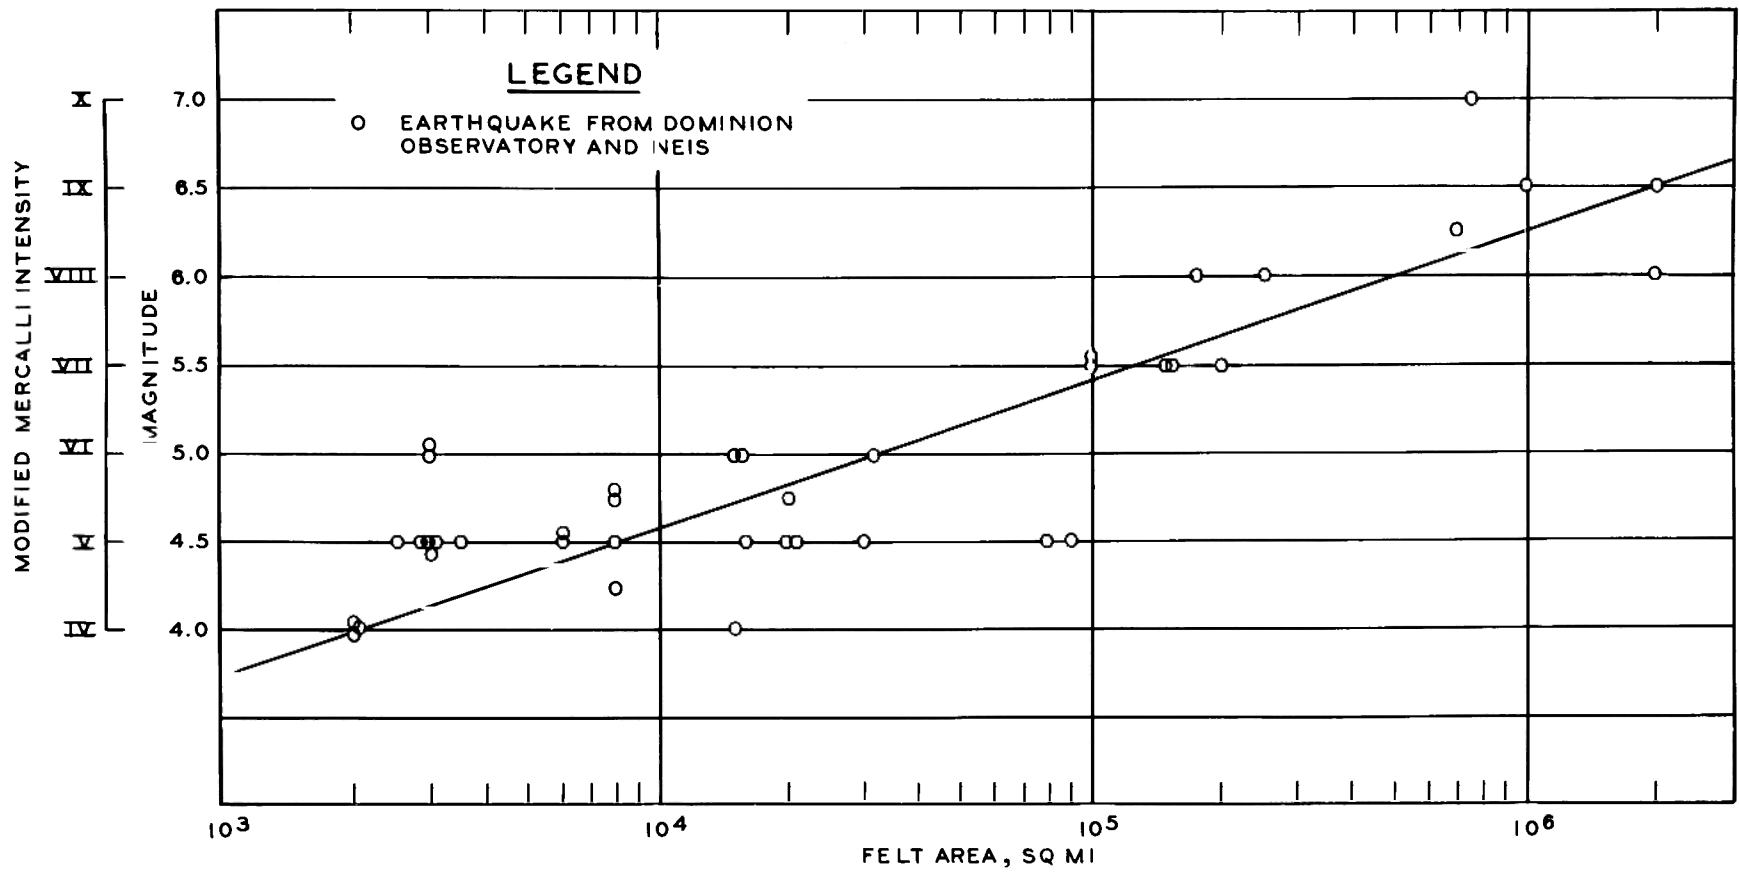 LEGEND
O EARTHQUAKE FROM DOMINION
OBSERVATORY AND NEIS
MODIFIED MERCALLI INTENSITY
X
IX
VIII
VII
VI
V
IV
MAGNITUDE
7.0
6.5
6.0
5.5
5.0
4.5
4.0
10³ 10⁴ 10⁵ 10⁶
FELT AREA, SQ MI